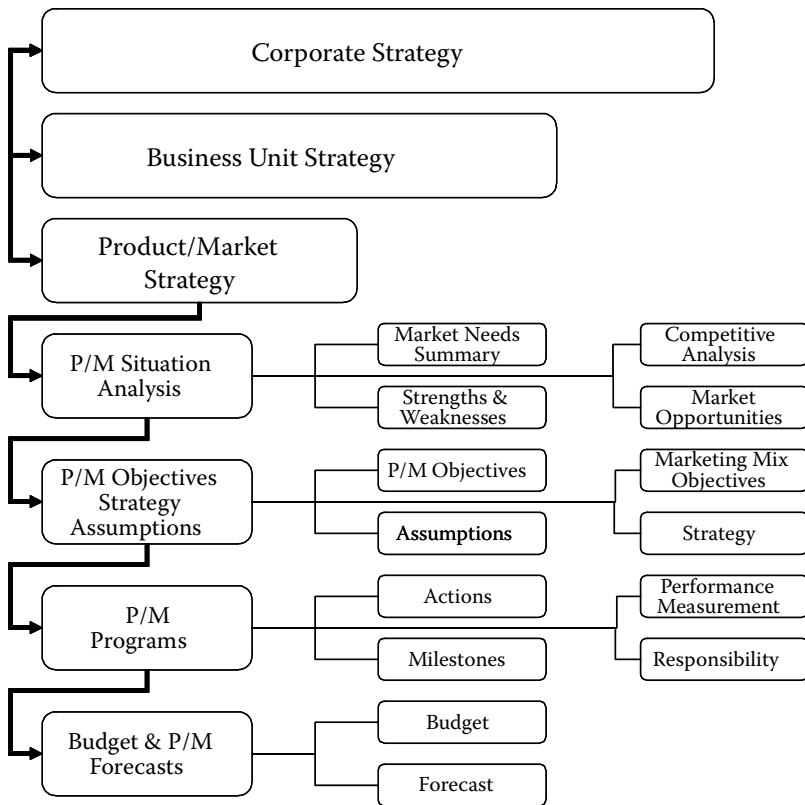 Corporate Strategy
Business Unit Strategy
Product/Market
Strategy
P/M Situation
Analysis
Market Needs
Summary
Competitive
Analysis
Strengths &
Weaknesses
Market
Opportunities
P/M Objectives
Strategy
Assumptions
P/M Objectives
Marketing Mix
Objectives
Assumptions
Strategy
P/M
Programs
Actions
Performance
Measurement
Milestones
Responsibility
Budget & P/M
Forecasts
Budget
Forecast